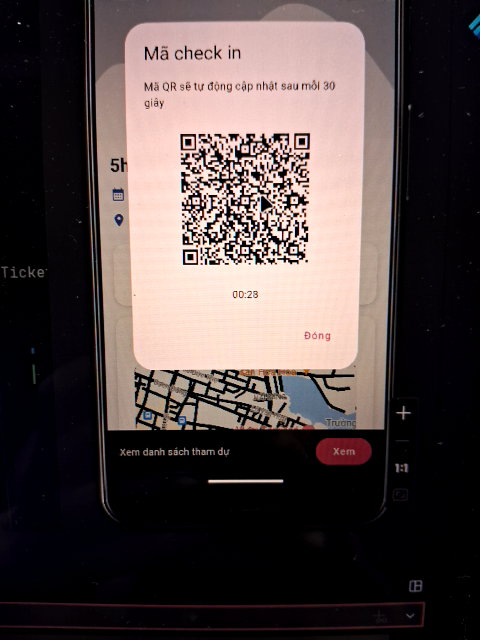 Mã check in
Mã QR sẽ tự động cập nhật sau mỗi 30
giây
5h
Ticke
00:28
Đóng
Trường
Xem danh sách tham dự
Xem
1:1